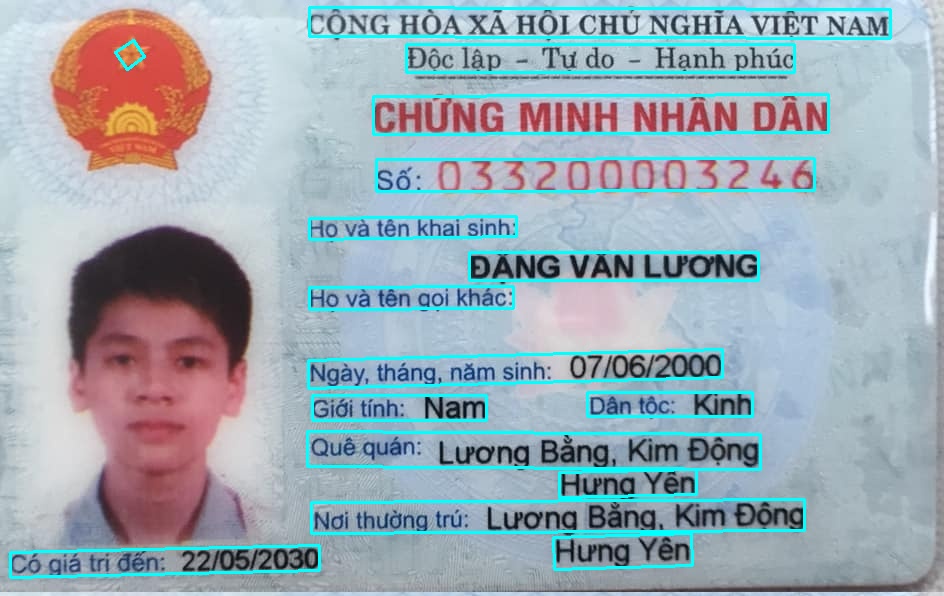 CỘNG HÒA XÃ HỘI CHỦ NGHĨA VIỆT NAM
Độc lập - Tự do - Hạnh phúc
VIỆT NAM
CHỨNG MINH NHÂN DÂN
Số: 033200003246
Họ và tên khai sinh:
ĐẶNG VĂN LƯƠNG
Họ và tên gọi khác:
Ngày, tháng, năm sinh: 07/06/2000
Giới tính: Nam Dân tộc: Kinh
Quê quán: Lương Bằng, Kim Động
Hưng Yên
Nơi thường trú: Lương Bằng, Kim Động
Hưng Yên
Có giá trị đến: 22/05/2030